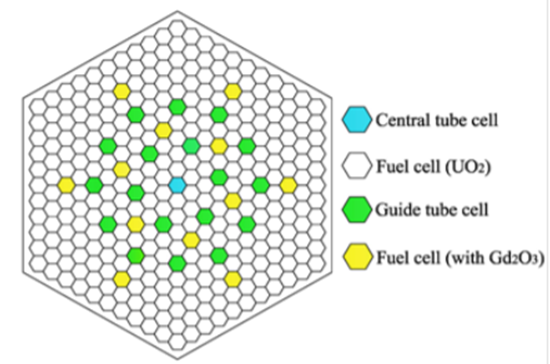 Central tube cell
Fuel cell (UO2)
Guide tube cell
Fuel cell (with Gd2O3)